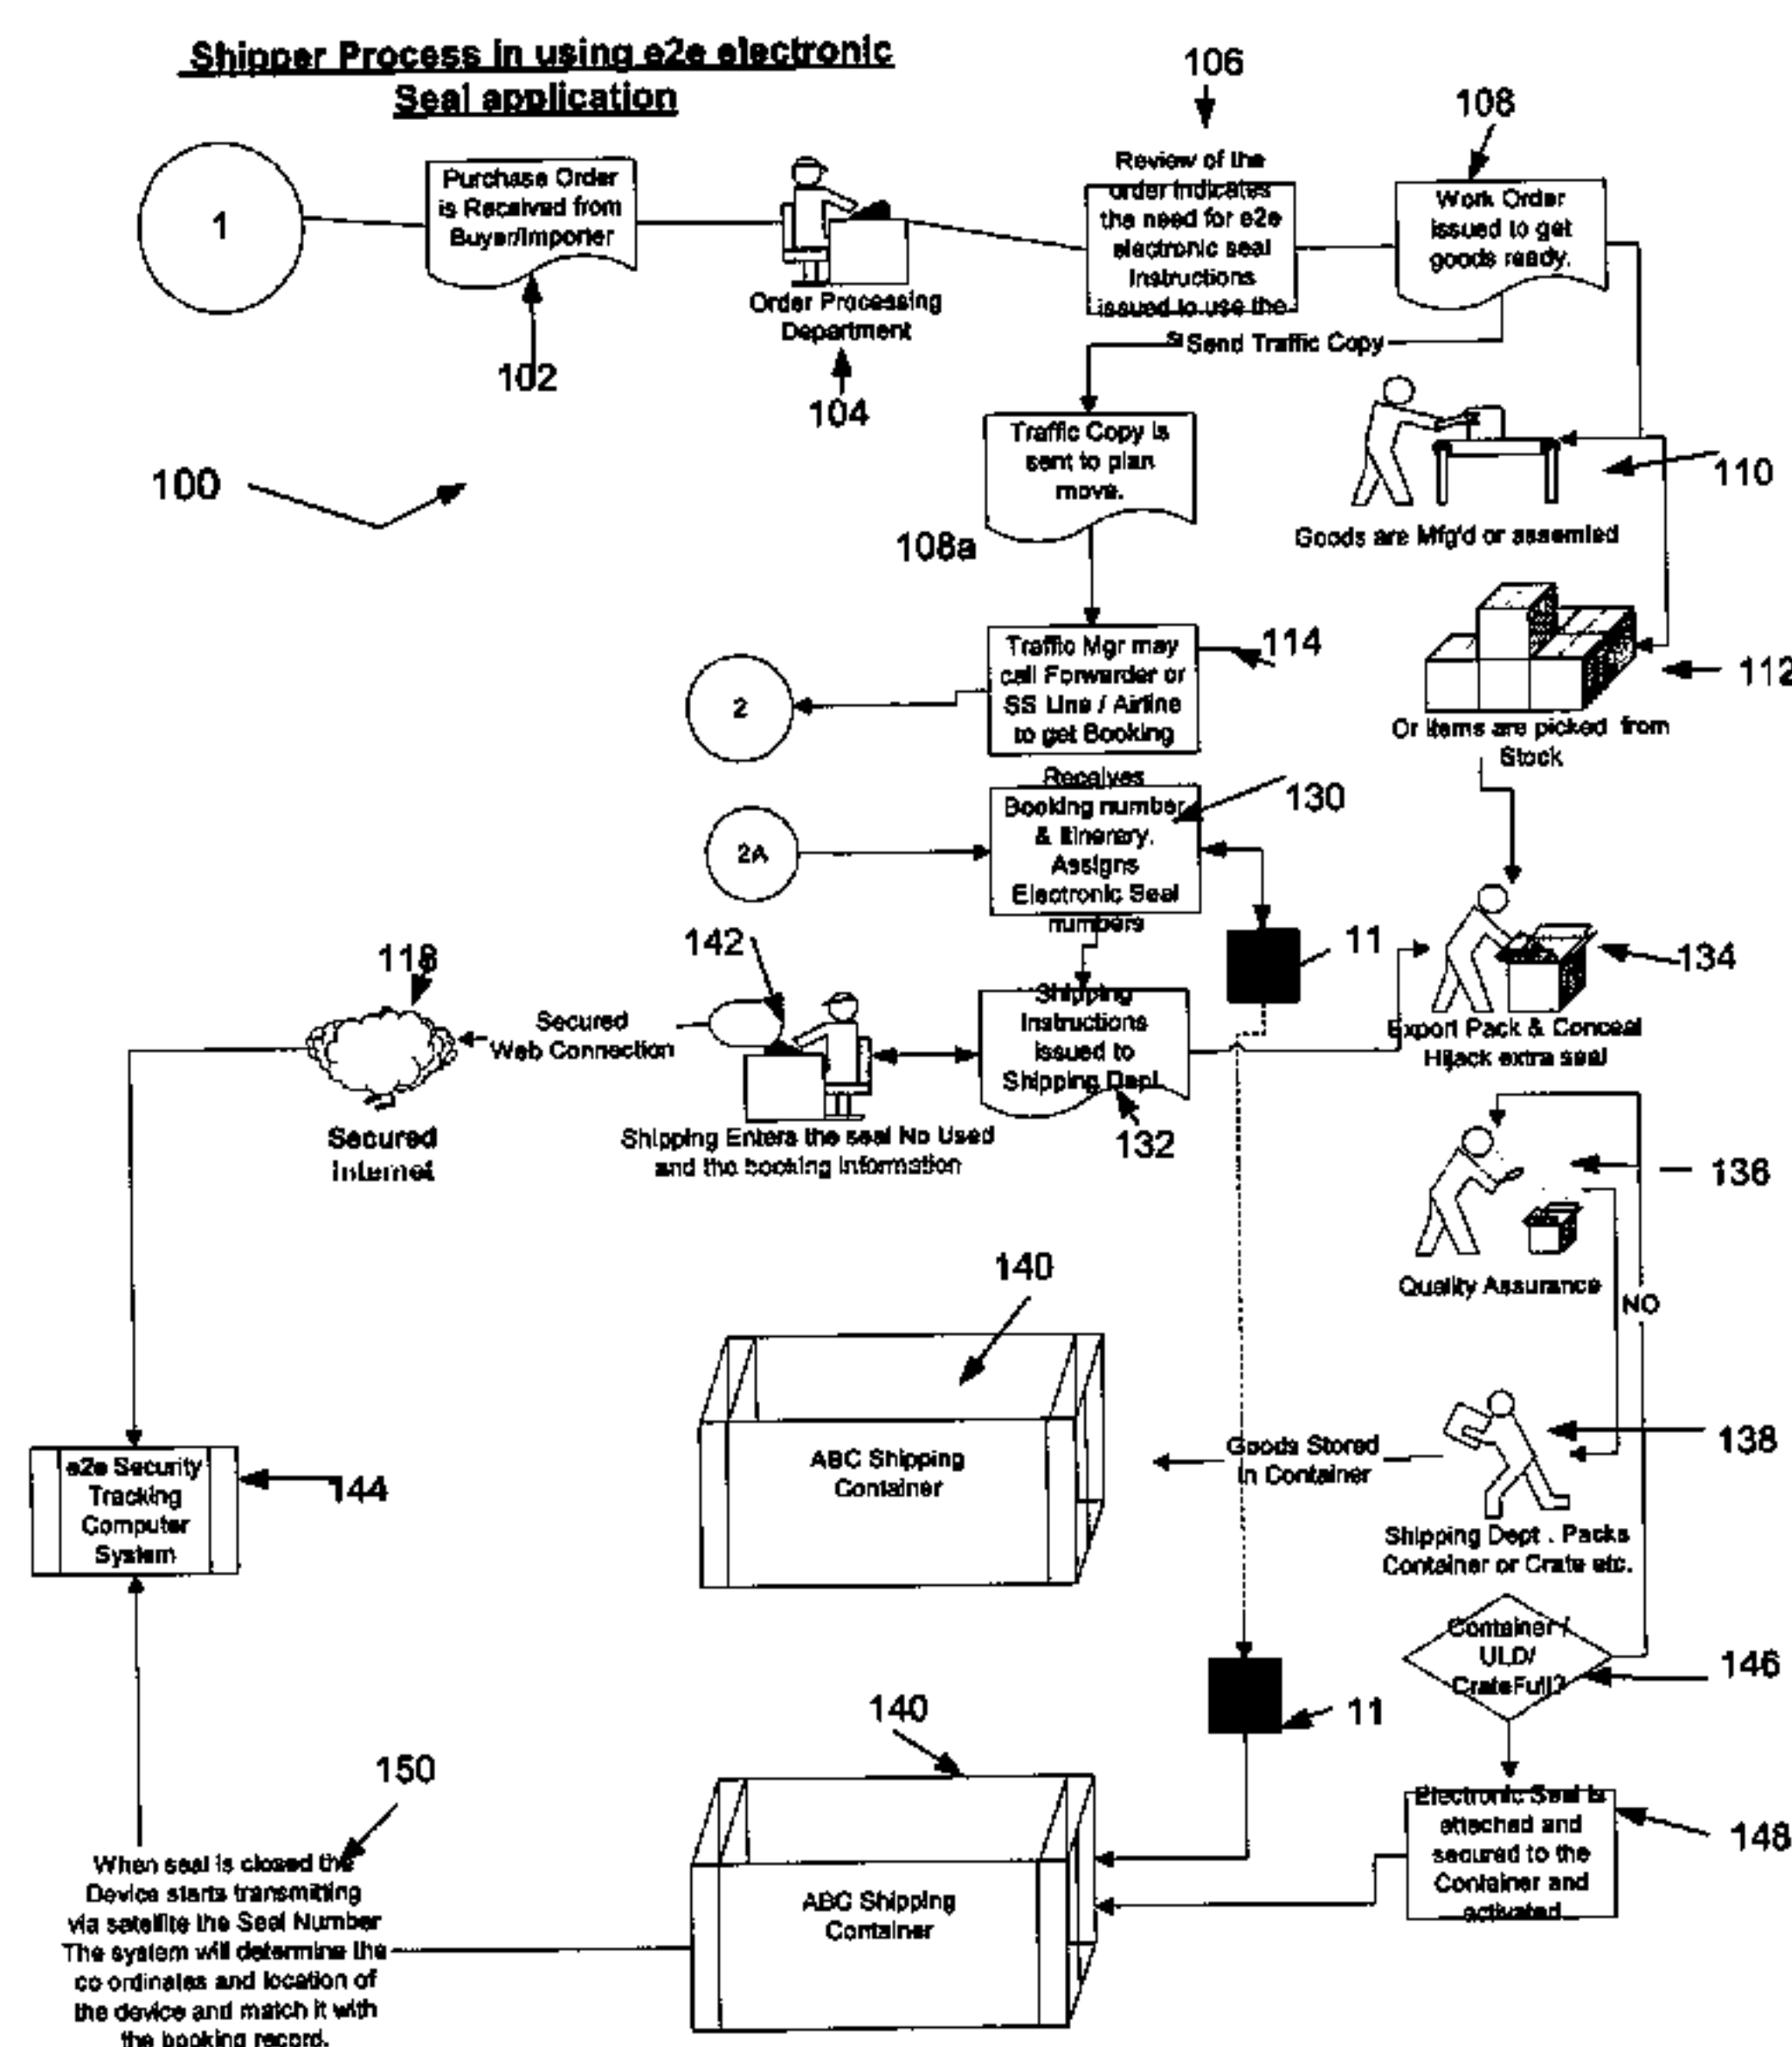 Shipper Process in using e2e electronic
Seal application
106
108
1
Purchase Order
is Received from
Buyer/Importer
Order Processing
Department
Review of the
order indicates
the need for e2e
electronic seal
Instructions
issued to use the
Work Order
issued to get
goods ready.
102
104
Send Traffic Copy
100
Traffic Copy is
sent to plan
move.
108a
110
Goods are Mfg'd or assemled
Traffic Mgr may
call Forwarder or
SS Line / Airline
to get Booking
114
2
112
Or items are picked from
Stock
Receives
Booking number
& Itinerary.
Assigns
Electronic Seal
numbers
130
2A
11
134
Export Pack & Conceal
Hijack extra seal
118
142
Secured
Web Connection
Shipping
Instructions
issued to
Shipping Dept.
132
Secured
Internet
Shipping Enters the seal No Used
and the booking information
136
Quality Assurance
NO
140
ABC Shipping
Container
Goods Stored
in Container
138
Shipping Dept . Packs
Container or Crate etc.
e2e Security
Tracking
Computer
System
144
Container /
ULD/
CrateFull?
146
11
140
150
ABC Shipping
Container
Electronic Seal is
attached and
secured to the
Container and
activated
148
When seal is closed the
Device starts transmitting
via satellite the Seal Number
The system will determine the
co ordinates and location of
the device and match it with
the booking record.